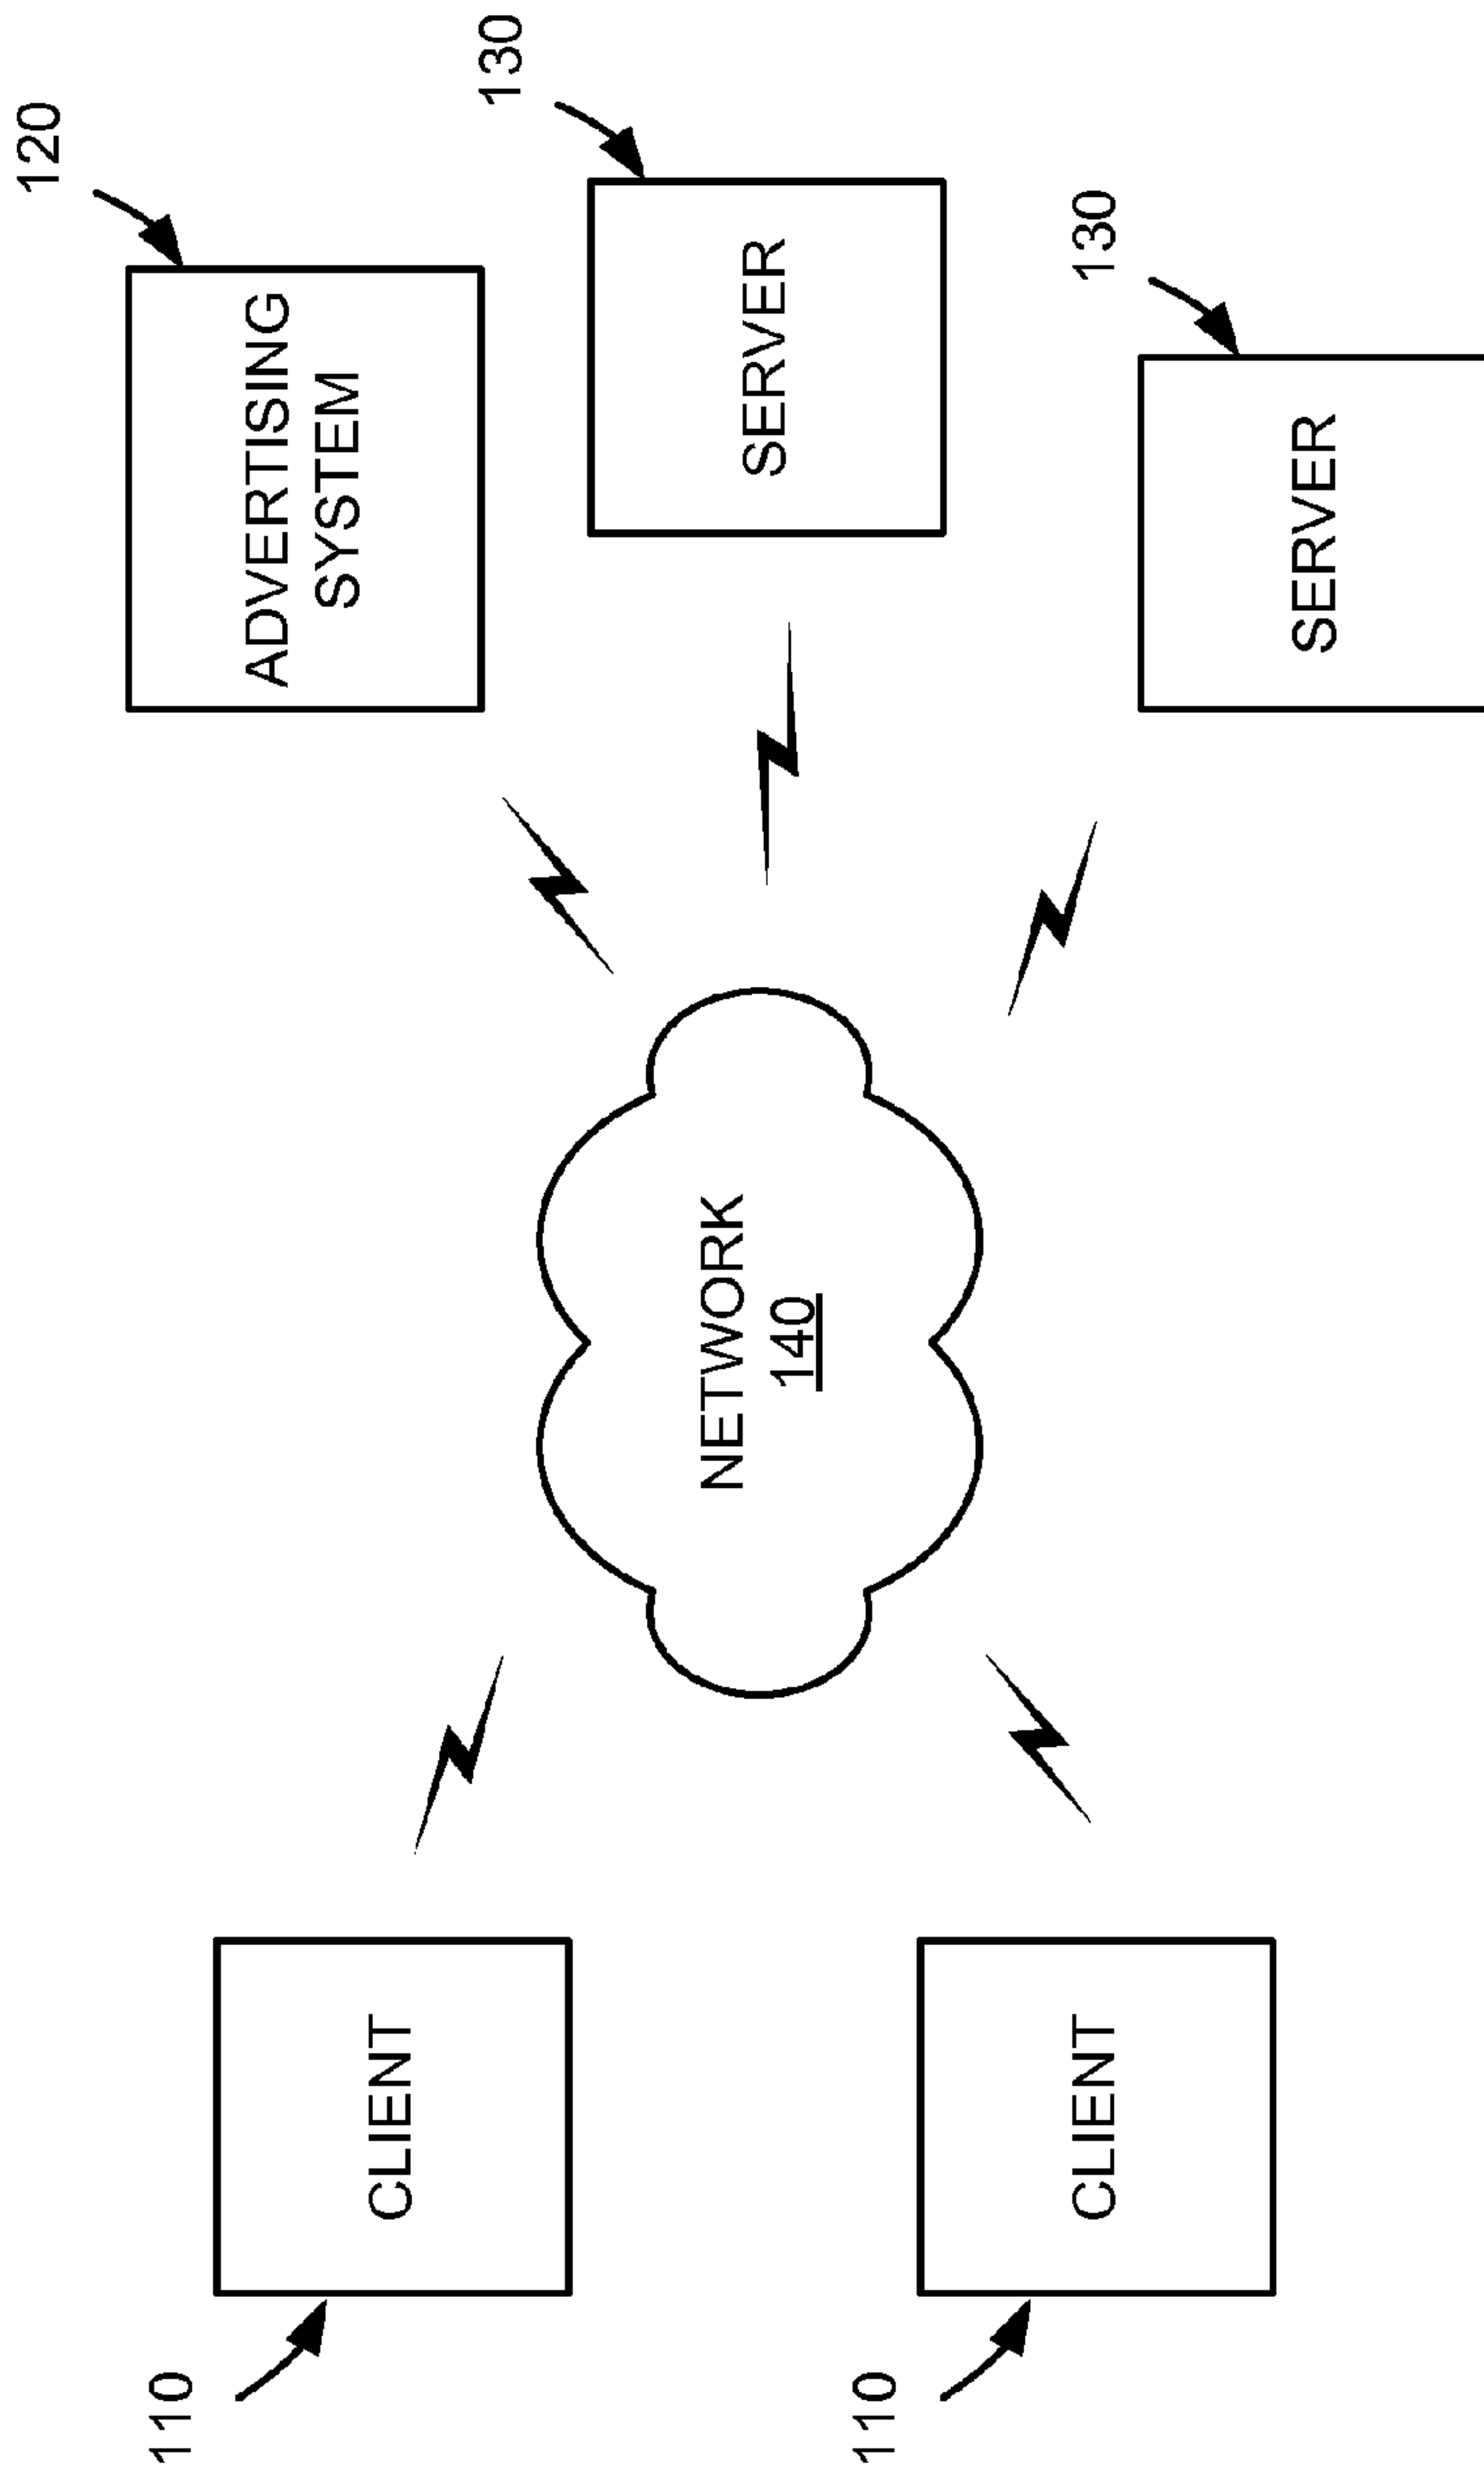 120
ADVERTISING
SYSTEM
130
SERVER
130
SERVER
NETWORK
140
110
CLIENT
110
CLIENT